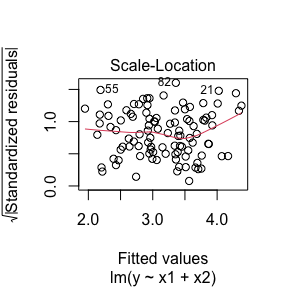 Scale-Location
√|Standardized residuals|
0.0 1.0
55
82
21
2.0 3.0 4.0
Fitted values
lm(y ~ x1 + x2)